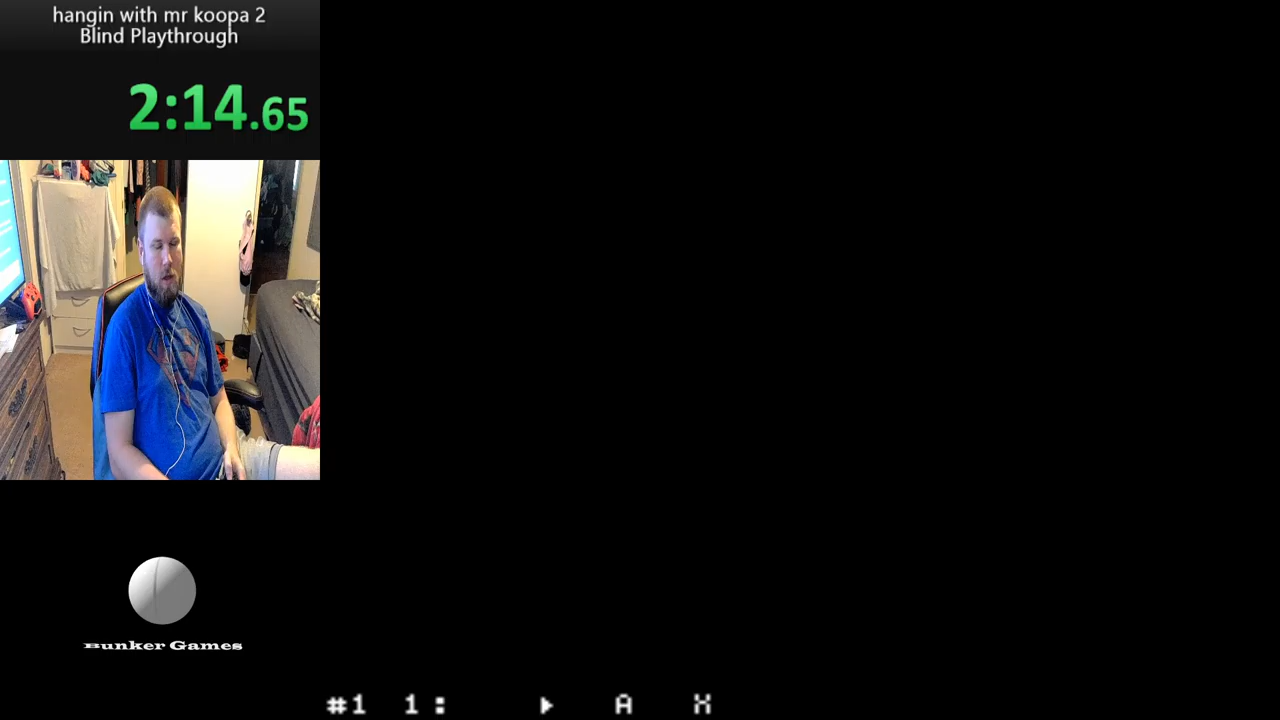 hangin with mr koopa 2
Blind Playthrough
2:14.65
Bunker Games
#1 1: ▶ A X